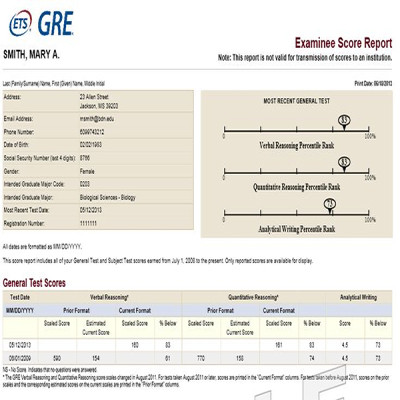 ETS GRE
SMITH, MARY A.
Examinee Score Report
Note: This report is not valid for transmission of scores to an institution.
Last (Family/Surname) Name, First (Given) Name, Middle Initial
Print Date: 06/10/2013
Address: 23 Allen Street
Jackson, MS 39203
Email Address: msmith@bdn.edu
Phone Number: 6099743212
Date of Birth: 02/02/1983
Social Security Number (last 4 digits): 8766
Gender: Female
Intended Graduate Major Code: 0203
Intended Graduate Major: Biological Sciences - Biology
Most Recent Test Date: 05/12/2013
Registration Number: 1111111
MOST RECENT GENERAL TEST
83
0 100%
Verbal Reasoning Percentile Rank
83
0 100%
Quantitative Reasoning Percentile Rank
73
0 100%
Analytical Writing Percentile Rank
All dates are formatted as MM/DD/YYYY.
This score report includes all of your General Test and Subject Test scores earned from July 1, 2008 to the present. Only reported scores are available for display.
General Test Scores
Test Date Verbal Reasoning* Quantitative Reasoning* Analytical Writing
MM/DD/YYYY Prior Format Current Format Prior Format Current Format
Scaled Score Estimated Current Score Scaled Score % Below Scaled Score Estimated Current Score Scaled Score % Below Score % Below
05/12/2013 160 83 161 83 4.5 73
06/01/2009 590 154 61 770 158 74 4.5 73
NS - No Score. Indicates that no questions were answered.
* The GRE Verbal Reasoning and Quantitative Reasoning score scales changed in August 2011. For tests taken August 2011 or later, scores are printed in the "Current Format" columns. For tests taken before August 2011, scores on the prior
scales and the corresponding estimated scores on the current scales are printed in the "Prior Format" columns.